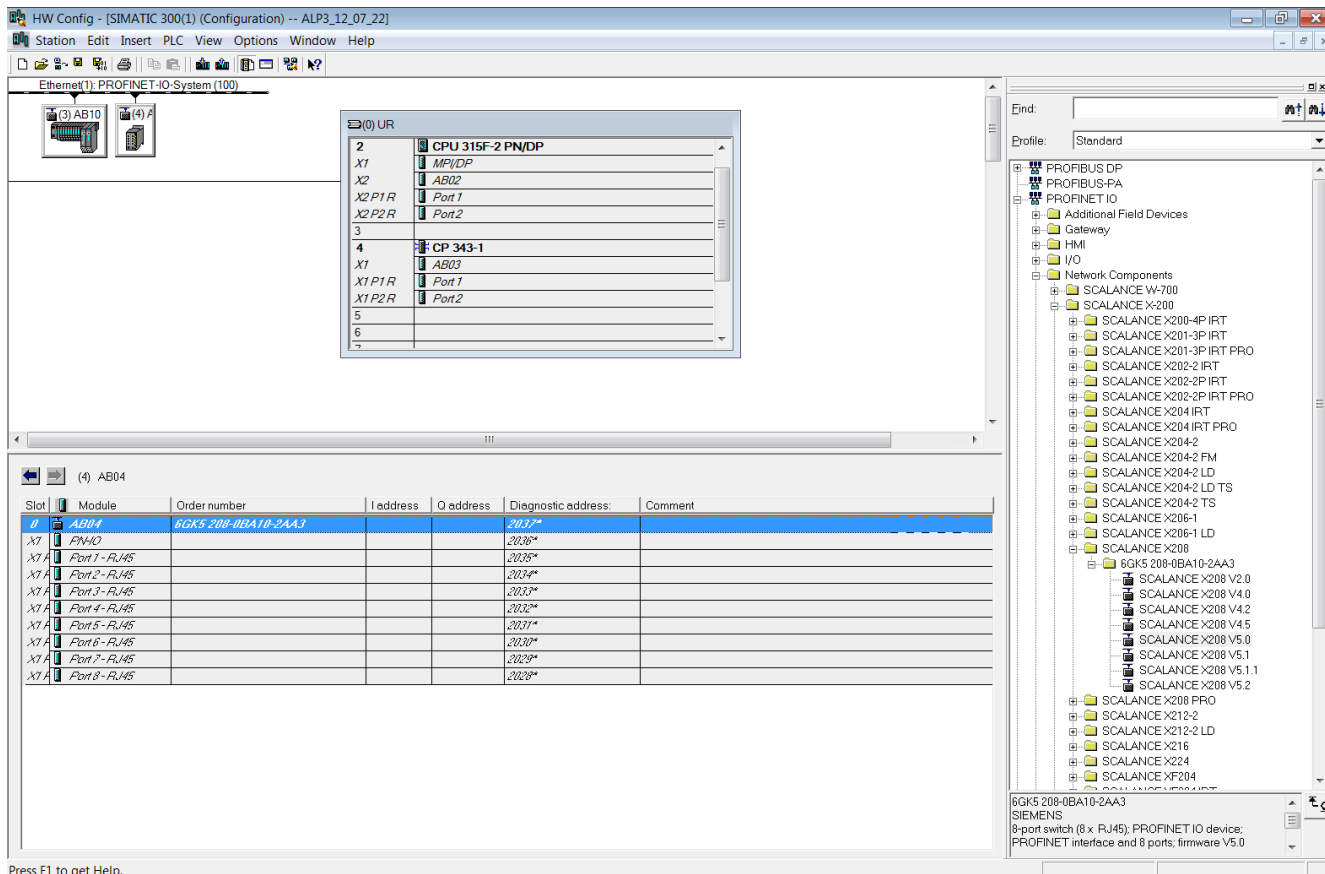 HW Config - [SIMATIC 300(1) (Configuration) -- ALP3_12_07_22]
Station Edit Insert PLC View Options Window Help
Ethernet(1): PROFINET-IO-System (100)
(3) AB10
(4) A
(0) UR
2 CPU 315F-2 PN/DP
X1 MPI/DP
X2 AB02
X2 P1 R Port 1
X2 P2 R Port 2
3
4 CP 343-1
X1 AB03
X1 P1 R Port 1
X1 P2 R Port 2
5
6
7
(4) AB04
Slot Module Order number I address Q address Diagnostic address: Comment
0 AB04 6GK5 208-0BA10-2AA3 2037*
X1 PN-IO 2036*
X1 P Port 1 - RJ45 2035*
X1 P Port 2 - RJ45 2034*
X1 P Port 3 - RJ45 2033*
X1 P Port 4 - RJ45 2032*
X1 P Port 5 - RJ45 2031*
X1 P Port 6 - RJ45 2030*
X1 P Port 7 - RJ45 2029*
X1 P Port 8 - RJ45 2028*
Find:
Profile: Standard
PROFIBUS DP
PROFIBUS-PA
PROFINET IO
Additional Field Devices
Gateway
HMI
I/O
Network Components
SCALANCE W-700
SCALANCE X-200
SCALANCE X200-4P IRT
SCALANCE X201-3P IRT
SCALANCE X201-3P IRT PRO
SCALANCE X202-2 IRT
SCALANCE X202-2P IRT
SCALANCE X202-2P IRT PRO
SCALANCE X204 IRT
SCALANCE X204 IRT PRO
SCALANCE X204-2
SCALANCE X204-2 FM
SCALANCE X204-2 LD
SCALANCE X204-2 LD TS
SCALANCE X204-2 TS
SCALANCE X206-1
SCALANCE X206-1 LD
SCALANCE X208
6GK5 208-0BA10-2AA3
SCALANCE X208 V2.0
SCALANCE X208 V4.0
SCALANCE X208 V4.2
SCALANCE X208 V4.5
SCALANCE X208 V5.0
SCALANCE X208 V5.1
SCALANCE X208 V5.1.1
SCALANCE X208 V5.2
SCALANCE X208 PRO
SCALANCE X212-2
SCALANCE X212-2 LD
SCALANCE X216
SCALANCE X224
SCALANCE XF204
6GK5 208-0BA10-2AA3
SIEMENS
8-port switch (8 x RJ45); PROFINET IO device;
PROFINET interface and 8 ports; firmware V5.0
Press F1 to get Help.